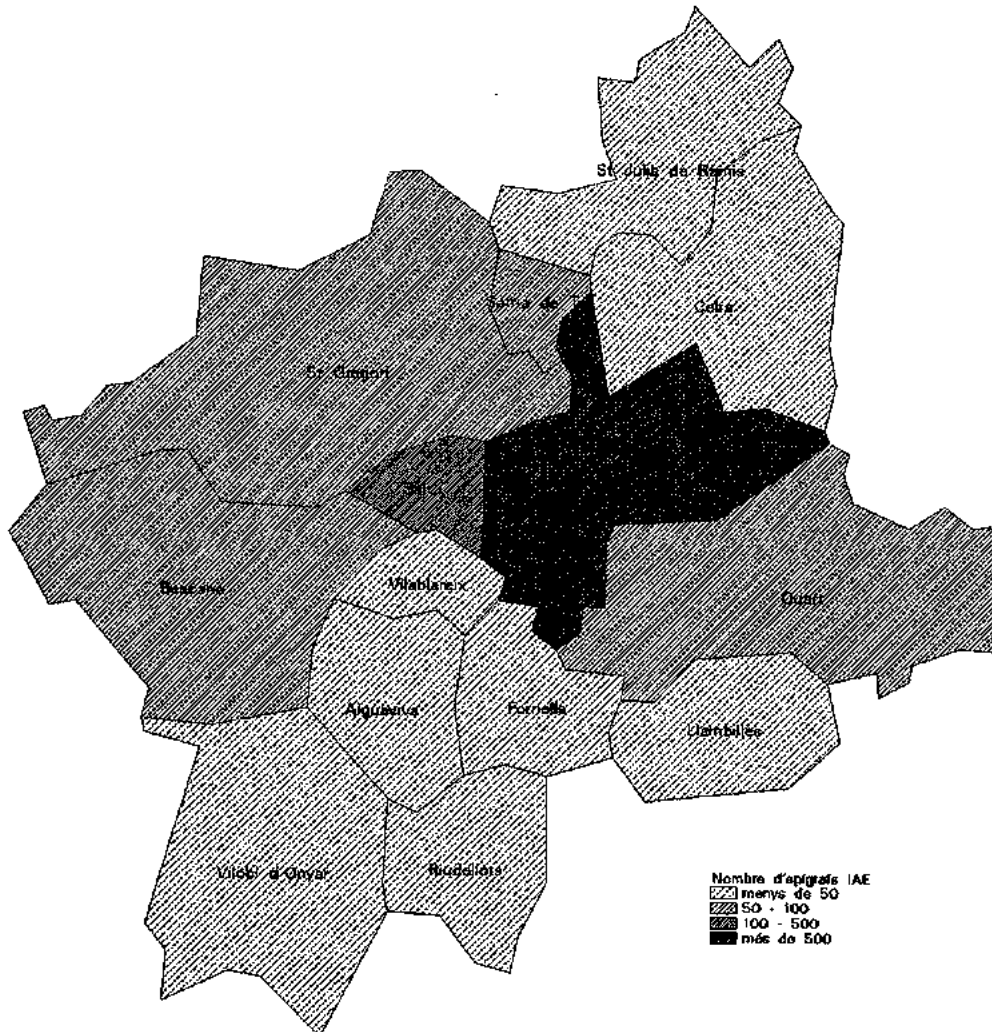 St. Julià de Ramis
Sarrià de T
Celrà
St. Gregori
Bescanó
Vilablareix
Quart
Aiguaviva
Fornells
Llambilles
Vilobí d'Onyar
Riudellots
Nombre d'epígrafs IAE
menys de 50
50 - 100
100 - 500
més de 500